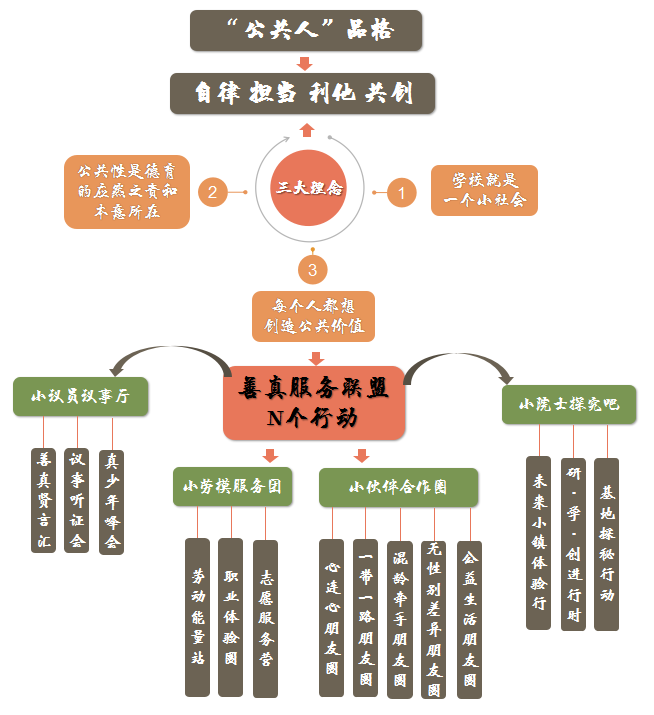 “公共人”品格
自律 担当 利他 共创
三大理念
1
学校就是
一个小社会
2
公共性是德育
的应然之责和
本意所在
3
每个人都想
创造公共价值
善真服务联盟
N个行动
小议员议事厅
善真贤言汇
议事听证会
真少年峰会
小劳模服务团
劳动能量站
职业体验团
志愿服务营
小伙伴合作团
心连心朋友圈
一带一路朋友圈
混龄牵手朋友圈
无性别差异朋友圈
公益生活朋友圈
小院士探究吧
未来小镇体验行
研·学·创进行时
基地探秘行动